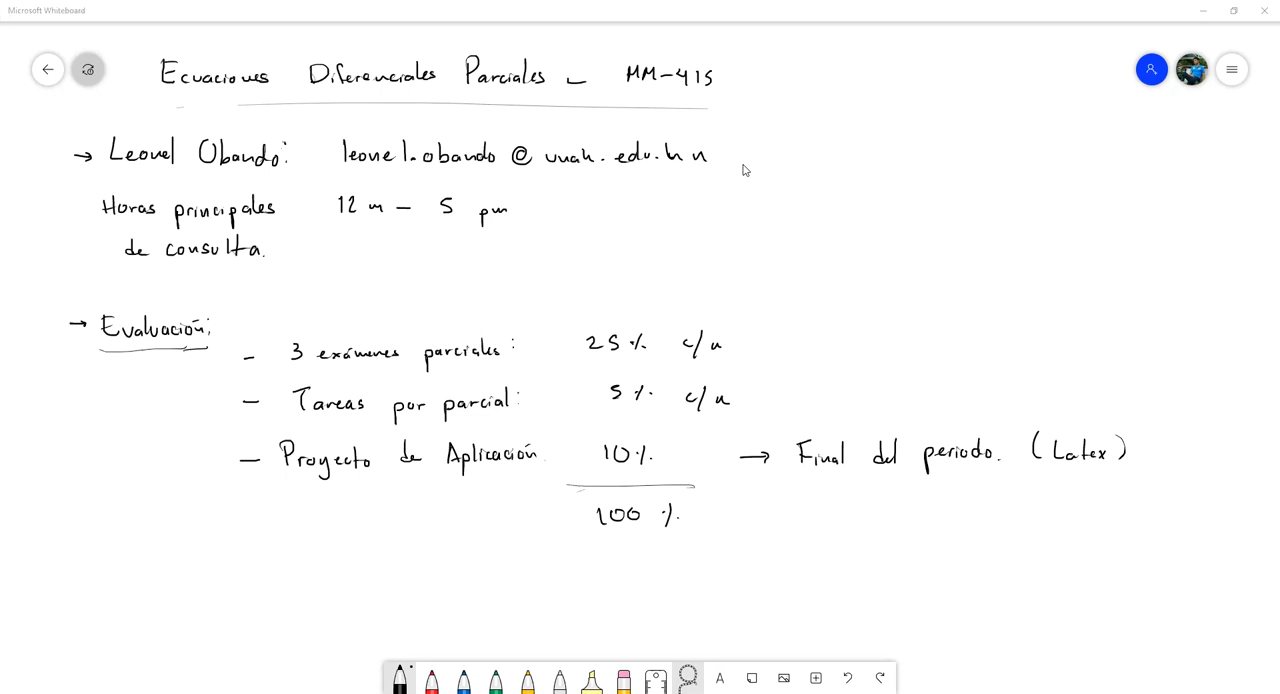 Microsoft Whiteboard
Ecuaciones Diferenciales Parciales - MM-415
→ Leonel Obando: leonel.obando@unah.edu.hn
Horas principales 12 m - 5 pm
de consulta.
→ Evaluación:
- 3 exámenes parciales: 25% c/u
- Tareas por parcial: 5% c/u
- Proyecto de Aplicación 10% → Final del periodo. (Latex)
100%
A